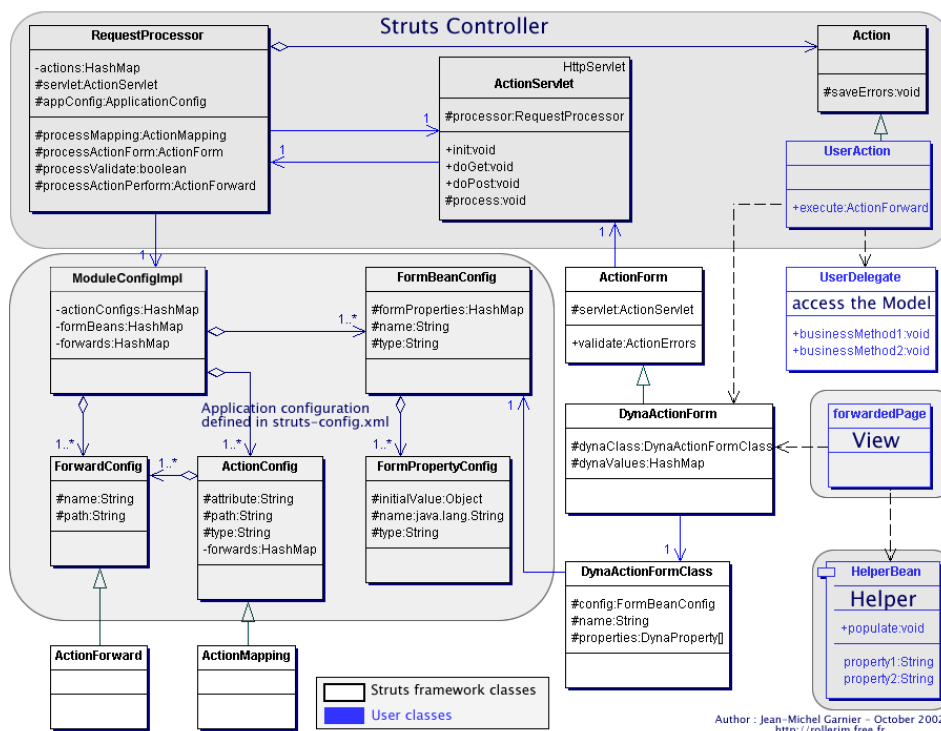 Struts Controller
RequestProcessor
-actions:HashMap
#servlet:ActionServlet
#appConfig:ApplicationConfig
#processMapping:ActionMapping
#processActionForm:ActionForm
#processValidate:boolean
#processActionPerform:ActionForward
1
1
HttpServlet
ActionServlet
#processor:RequestProcessor
+init:void
+doGet:void
+doPost:void
#process:void
Action
#saveErrors:void
UserAction
+execute:ActionForward
1
1
ModuleConfigImpl
-actionConfigs:HashMap
-formBeans:HashMap
-forwards:HashMap
1..*
FormBeanConfig
#formProperties:HashMap
#name:String
#type:String
ActionForm
#servlet:ActionServlet
+validate:ActionErrors
UserDelegate
access the Model
+businessMethod1:void
+businessMethod2:void
Application configuration
defined in struts-config.xml
1
1..*
1..*
1..*
1..*
DynaActionForm
#dynaClass:DynaActionFormClass
#dynaValues:HashMap
forwardedPage
View
ForwardConfig
#name:String
#path:String
ActionConfig
#attribute:String
#path:String
#type:String
-forwards:HashMap
FormPropertyConfig
#initialValue:Object
#name:java.lang.String
#type:String
1
DynaActionFormClass
#config:FormBeanConfig
#name:String
#properties:DynaProperty[]
HelperBean
Helper
+populate:void
property1:String
property2:String
ActionForward
ActionMapping
Struts framework classes
User classes
Author : Jean-Michel Garnier - October 2002
http://rollerjm.free.fr